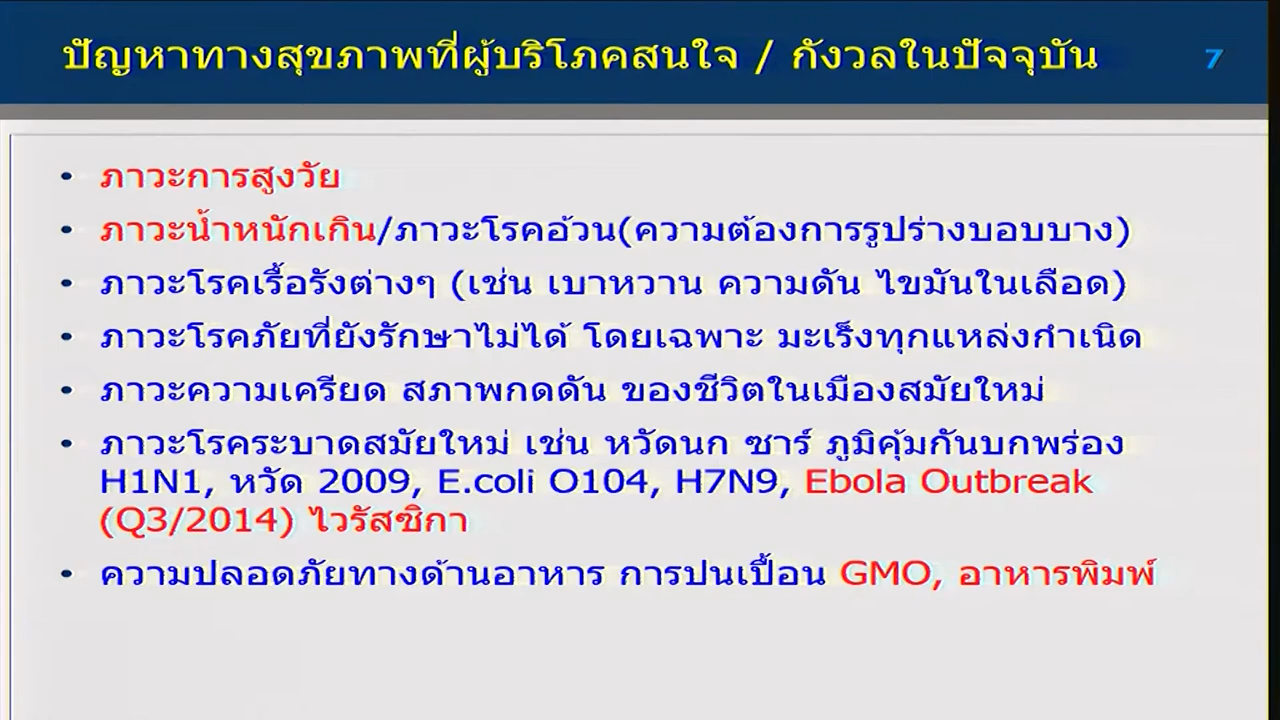 ปัญหาทางสุขภาพที่ผู้บริโภคสนใจ / กังวลในปัจจุบัน 7
• ภาวะการสูงวัย
• ภาวะน้ำหนักเกิน/ภาวะโรคอ้วน(ความต้องการรูปร่างบอบบาง)
• ภาวะโรคเรื้อรังต่างๆ (เช่น เบาหวาน ความดัน ไขมันในเลือด)
• ภาวะโรคภัยที่ยังรักษาไม่ได้ โดยเฉพาะ มะเร็งทุกแหล่งกำเนิด
• ภาวะความเครียด สภาพกดดัน ของชีวิตในเมืองสมัยใหม่
• ภาวะโรคระบาดสมัยใหม่ เช่น หวัดนก ซาร์ ภูมิคุ้มกันบกพร่อง
H1N1, หวัด 2009, E.coli O104, H7N9, Ebola Outbreak
(Q3/2014) ไวรัสซิกา
• ความปลอดภัยทางด้านอาหาร การปนเปื้อน GMO, อาหารพิมพ์